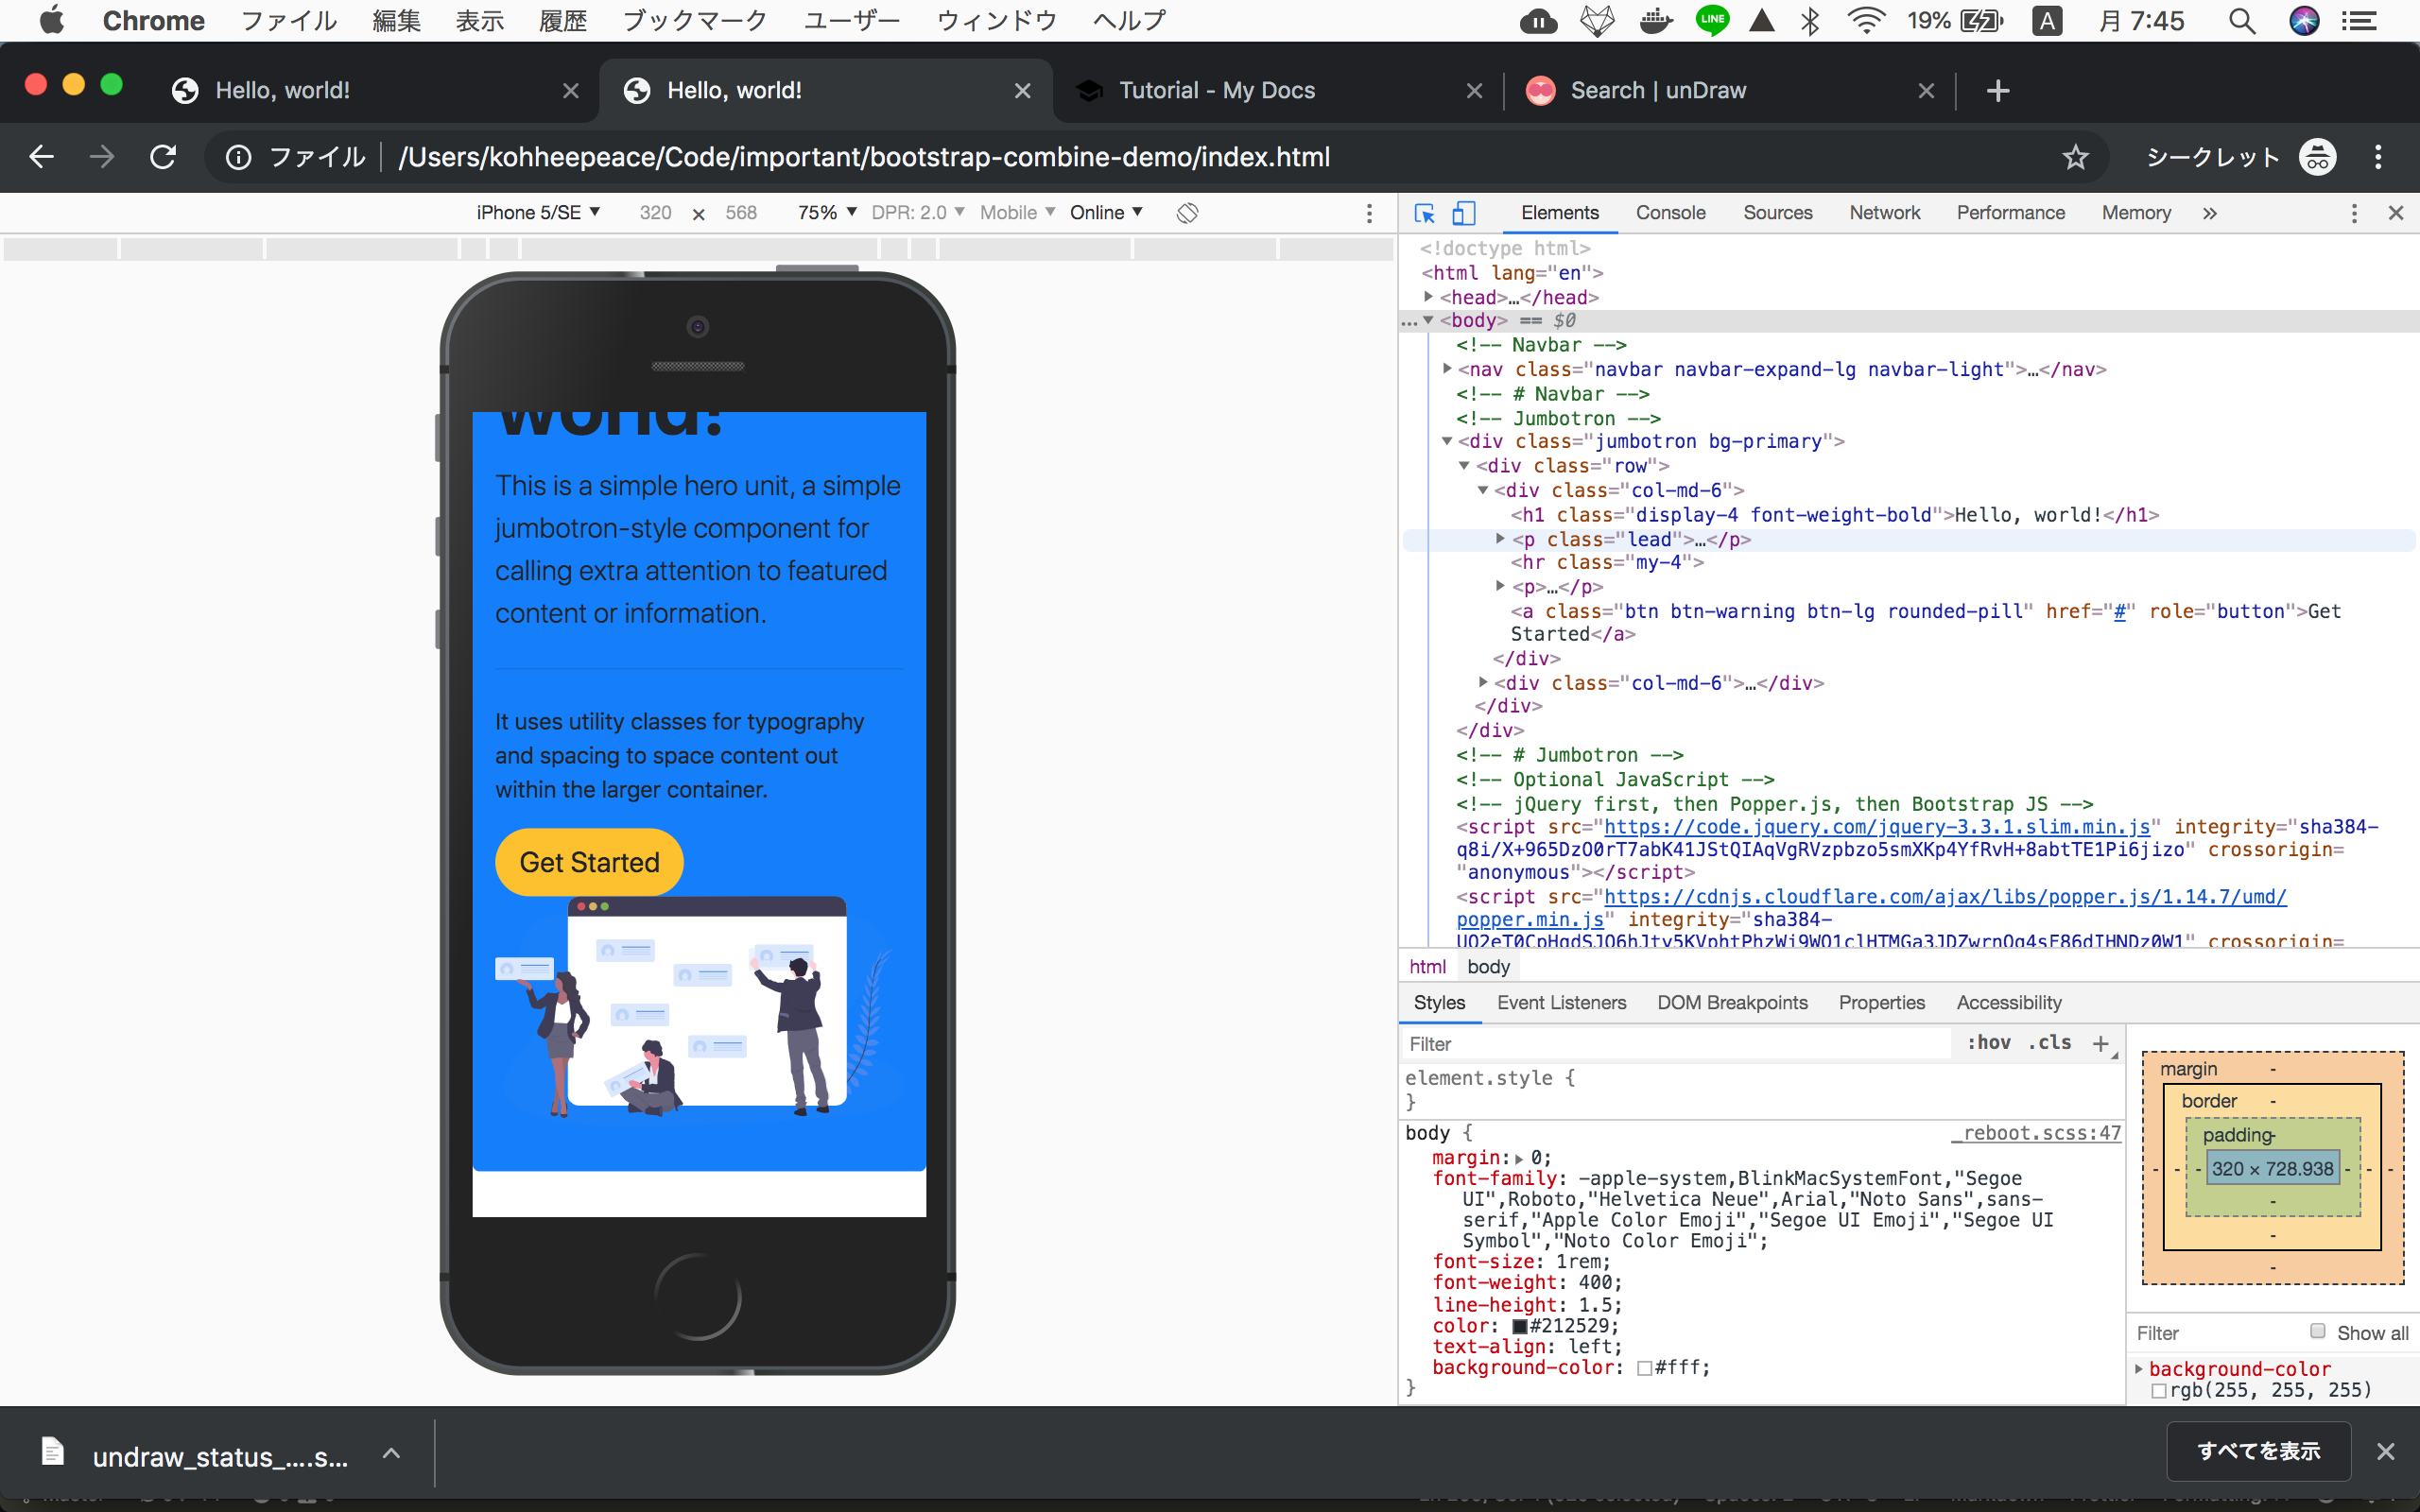 Chrome ファイル 編集 表示 履歴 ブックマーク ユーザー ウィンドウ ヘルプ LINE 19% A 月 7:45
Hello, world! Hello, world! Tutorial - My Docs Search | unDraw
ファイル /Users/kohheepeace/Code/important/bootstrap-combine-demo/index.html シークレット
iPhone 5/SE 320 × 568 75% DPR: 2.0 Mobile Online
world!
This is a simple hero unit, a simple
jumbotron-style component for
calling extra attention to featured
content or information.
It uses utility classes for typography
and spacing to space content out
within the larger container.
Get Started
Elements Console Sources Network Performance Memory »
<!doctype html>
<html lang="en">
<head>…</head>
… <body> == $0
<!-- Navbar -->
<nav class="navbar navbar-expand-lg navbar-light">…</nav>
<!-- # Navbar -->
<!-- Jumbotron -->
<div class="jumbotron bg-primary">
<div class="row">
<div class="col-md-6">
<h1 class="display-4 font-weight-bold">Hello, world!</h1>
<p class="lead">…</p>
<hr class="my-4">
<p>…</p>
<a class="btn btn-warning btn-lg rounded-pill" href="#" role="button">Get
Started</a>
</div>
<div class="col-md-6">…</div>
</div>
</div>
<!-- # Jumbotron -->
<!-- Optional JavaScript -->
<!-- jQuery first, then Popper.js, then Bootstrap JS -->
<script src="https://code.jquery.com/jquery-3.3.1.slim.min.js" integrity="sha384-
q8i/X+965DzO0rT7abK41JStQIAqVgRVzpbzo5smXKp4YfRvH+8abtTE1Pi6jizo" crossorigin=
"anonymous"></script>
<script src="https://cdnjs.cloudflare.com/ajax/libs/popper.js/1.14.7/umd/
popper.min.js" integrity="sha384-
UO2eT0CpHqdSJQ6hJty5KVphtPhzWj9WO1clHTMGa3JDZwrnQq4sF86dIHNDz0W1" crossorigin=
html body
Styles Event Listeners DOM Breakpoints Properties Accessibility
Filter :hov .cls +
element.style {
}
body { _reboot.scss:47
margin: 0;
font-family: -apple-system,BlinkMacSystemFont,"Segoe
UI",Roboto,"Helvetica Neue",Arial,"Noto Sans",sans-
serif,"Apple Color Emoji","Segoe UI Emoji","Segoe UI
Symbol","Noto Color Emoji";
font-size: 1rem;
font-weight: 400;
line-height: 1.5;
color: #212529;
text-align: left;
background-color: #fff;
}
margin -
border -
padding -
- - - 320 × 728.938 - - -
-
-
-
Filter Show all
background-color
rgb(255, 255, 255)
undraw_status_....s... すべてを表示